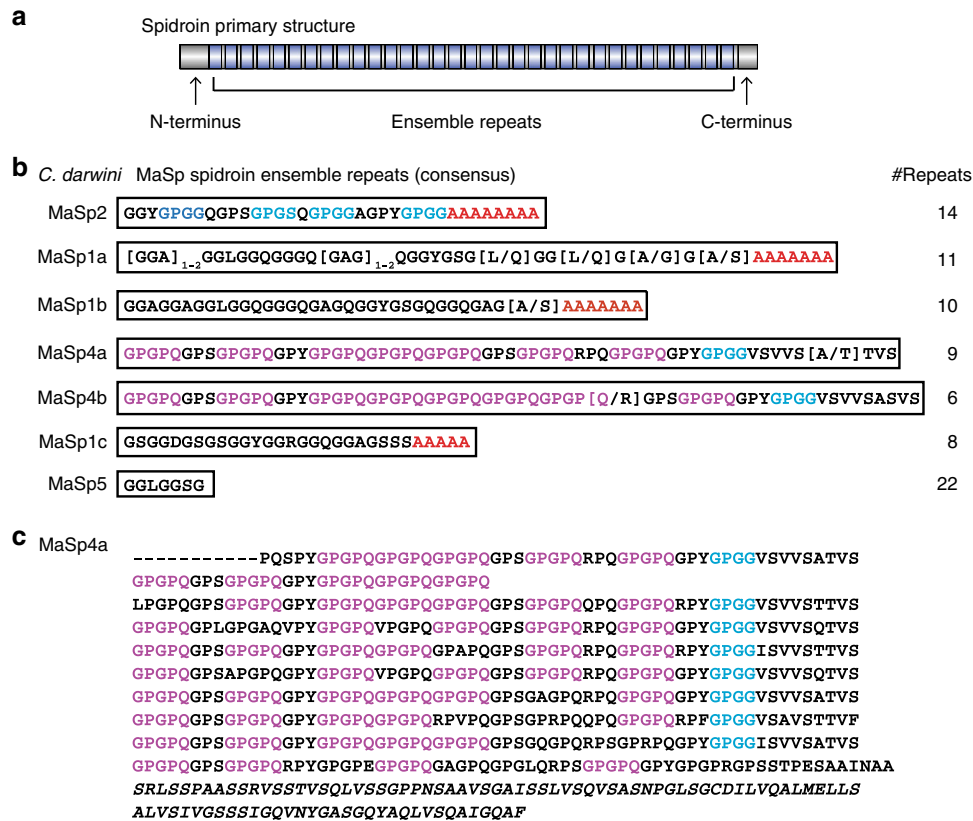 a
Spidroin primary structure
N-terminus Ensemble repeats C-terminus
b C. darwini MaSp spidroin ensemble repeats (consensus) #Repeats
MaSp2 GGYGPGGQGPSGPGSQGPGGAGPYGPGGAAAAAAAA 14
MaSp1a [GGA]1–2GGLGGQGGGQ[GAG]1–2QGGYGSG[L/Q]GG[L/Q]G[A/G]G[A/S]AAAAAAA 11
MaSp1b GGAGGAGGLGGQGGGQGAGQGGYGSGQGGQGAG[A/S]AAAAAAA 10
MaSp4a GPGPQGPSGPGPQGPYGPGPQGPGPQGPGPQGPSGPGPQRPQGPGPQGPYGPGGVSVVS[A/T]TVS 9
MaSp4b GPGPQGPSGPGPQGPYGPGPQGPGPQGPGPQGPGPQGPGP[Q/R]GPSGPGPQGPYGPGGVSVVSASVS 6
MaSp1c GSGGDGSGSGGYGGRGGQGGAGSSSAAAAA 8
MaSp5 GGLGGSG 22
c MaSp4a
-----------PQSPYGPGPQGPGPQGPGPQGPSGPGPQRPQGPGPQGPYGPGGVSVVSATVS
GPGPQGPSGPGPQGPYGPGPQGPGPQGPGPQ
LPGPQGPSGPGPQGPYGPGPQGPGPQGPGPQGPSGPGPQQPQGPGPQRPYGPGGVSVVSTTVS
GPGPQGPLGPGAQVPYGPGPQVPGPQGPGPQGPSGPGPQRPQGPGPQGPYGPGGVSVVSQTVS
GPGPQGPSGPGPQGPYGPGPQGPGPQGPAPQGPSGPGPQRPQGPGPQRPYGPGGISVVSTTVS
GPGPQGPSAPGPQGPYGPGPQVPGPQGPGPQGPSGPGPQRPQGPGPQGPYGPGGVSVVSQTVS
GPGPQGPSGPGPQGPYGPGPQGPGPQGPGPQGPSGAGPQRPQGPGPQGPYGPGGVSVVSATVS
GPGPQGPSGPGPQGPYGPGPQGPGPQRPVPQGPSGPRPQQPQGPGPQRPFGPGGVSAVSTTVF
GPGPQGPSGPGPQGPYGPGPQGPGPQGPGPQGPSGQGPQRPSGPRPQGPYGPGGISVVSATVS
GPGPQGPSGPGPQRPYGPGPEGPGPQGAGPQGPGLQRPSGPGPQGPYGPGPRGPSSTPESAAINAA
SRLSSPAASSRVSSTVSQLVSSGPPNSAAVSGAISSLVSQVSASNPGLSGCDILVQALMELLS
ALVSIVGSSSIGQVNYGASGQYAQLVSQAIGQAF